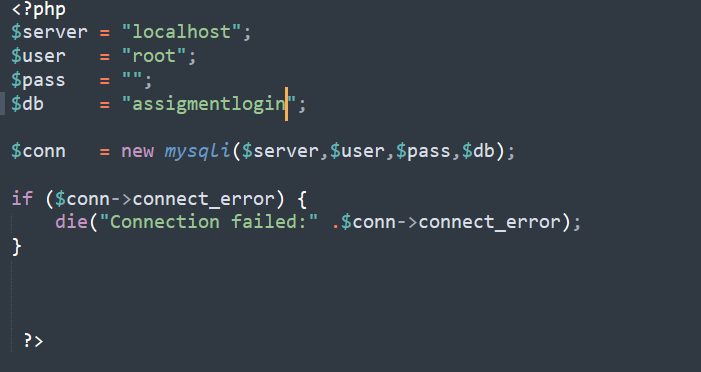 <?php
$server = "localhost";
$user   = "root";
$pass   = "";
$db     = "assigmentlogin";
$conn   = new mysqli($server,$user,$pass,$db);
if ($conn->connect_error) {
    die("Connection failed:" .$conn->connect_error);
}
 ?>